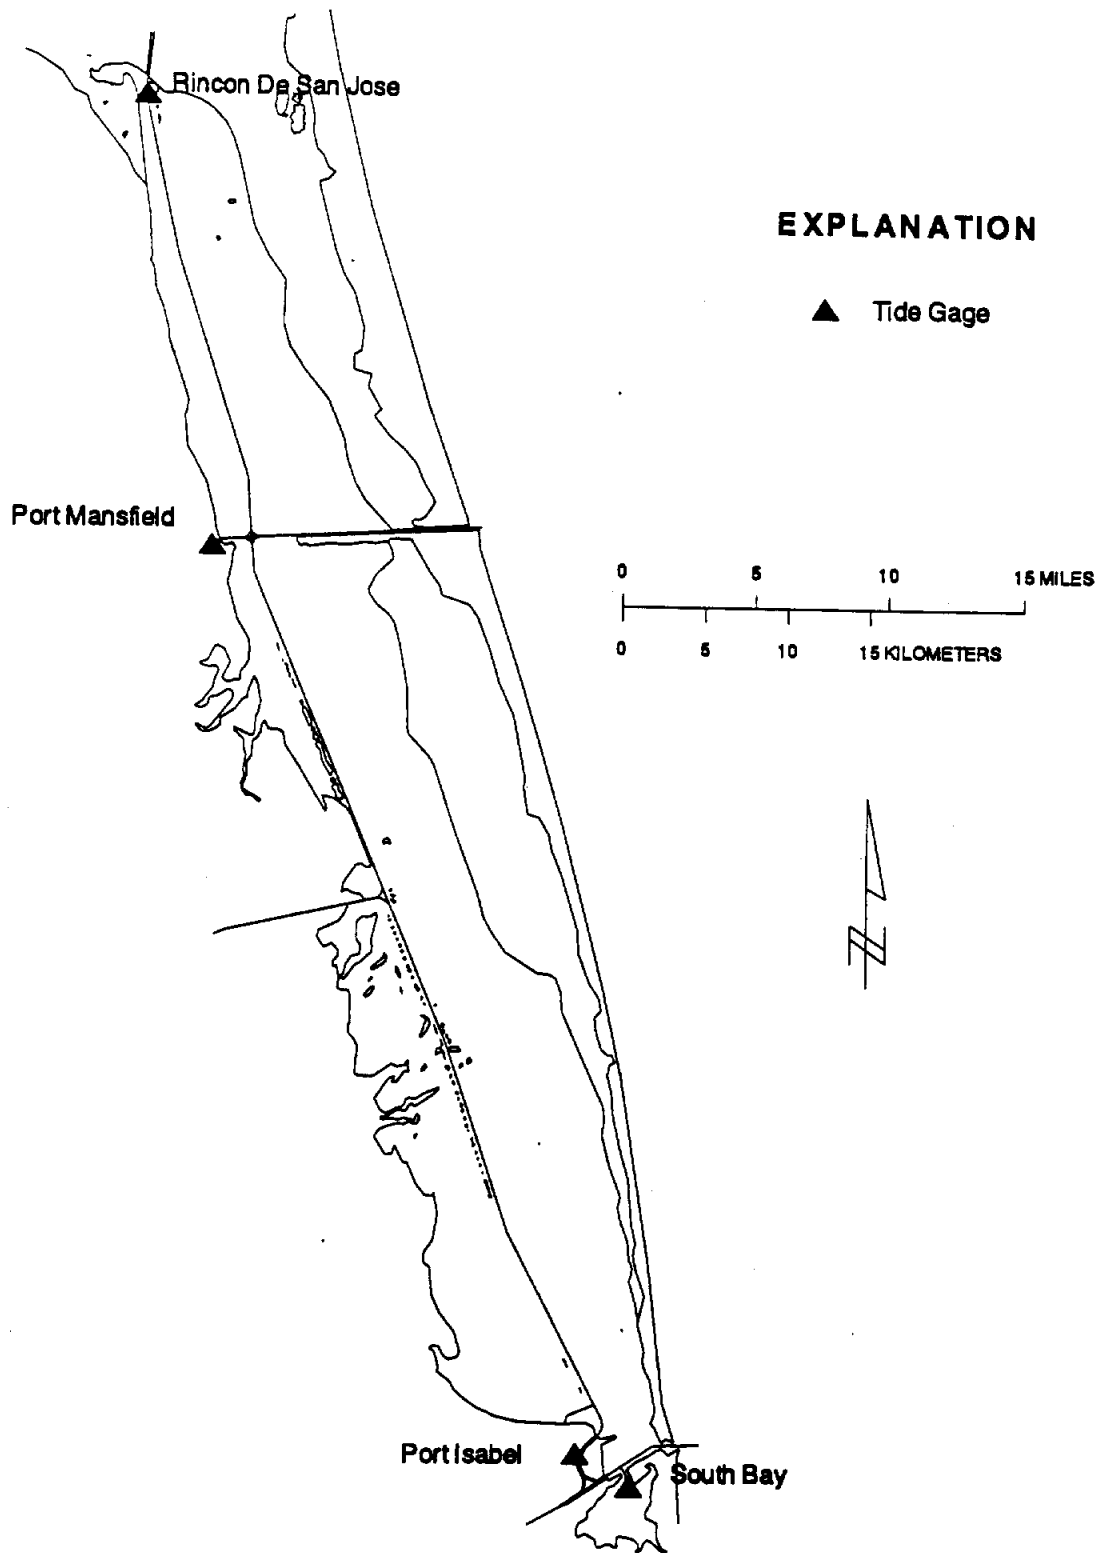 Rincon De San Jose
EXPLANATION
Tide Gage
Port Mansfield
0 5 10 15 MILES
0 5 10 15 KILOMETERS
N
Port Isabel
South Bay